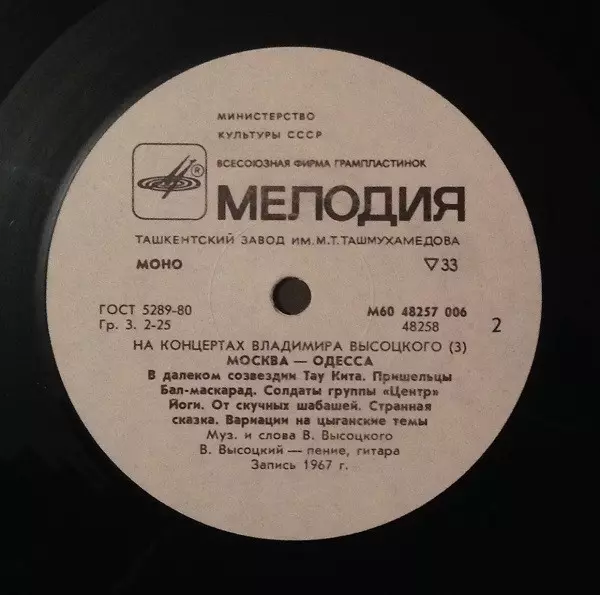 МИНИСТЕРСТВО
КУЛЬТУРЫ СССР
ВСЕСОЮЗНАЯ ФИРМА ГРАМПЛАСТИНОК
®
МЕЛОДИЯ
ТАШКЕНТСКИЙ ЗАВОД ИМ. М.Т. ТАШМУХАМЕДОВА
МОНО ▽33
ГОСТ 5289-80 М60 48257 006
Гр. 3. 2-25 48258 2
НА КОНЦЕРТАХ ВЛАДИМИРА ВЫСОЦКОГО (3)
МОСКВА — ОДЕССА
В далеком созвездии Тау Кита. Пришельцы
Бал-маскарад. Солдаты группы «Центр»
Йоги. От скучных шабашей. Странная
сказка. Вариации на цыганские темы
Муз. и слова В. Высоцкого
В. Высоцкий — пение, гитара
Запись 1967 г.